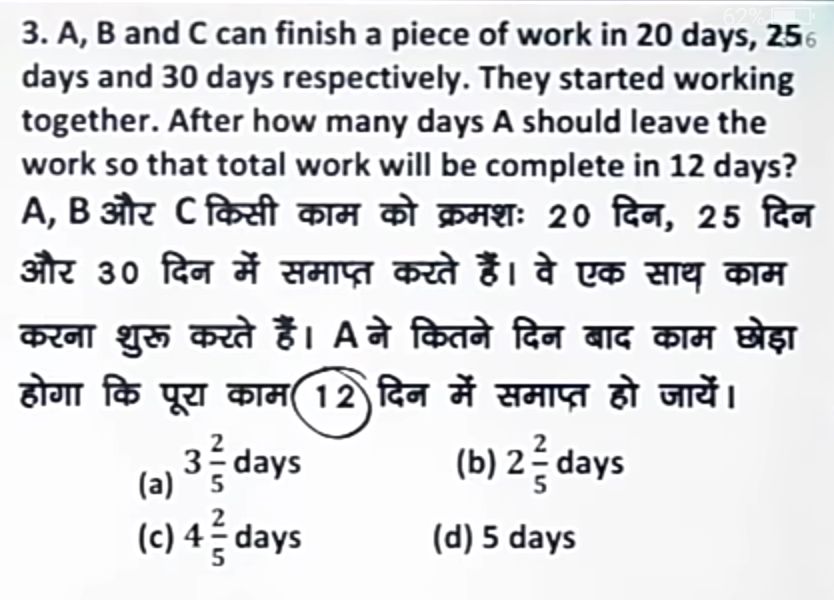 62%
3. A, B and C can finish a piece of work in 20 days, 25
days and 30 days respectively. They started working
together. After how many days A should leave the
work so that total work will be complete in 12 days?
A, B और C किसी काम को क्रमशः 20 दिन, 25 दिन
और 30 दिन में समाप्त करते हैं। वे एक साथ काम
करना शुरू करते हैं। A ने कितने दिन बाद काम छोड़ा
होगा कि पूरा काम 12 दिन में समाप्त हो जायें।
(a) 3 2/5 days (b) 2 2/5 days
(c) 4 2/5 days (d) 5 days